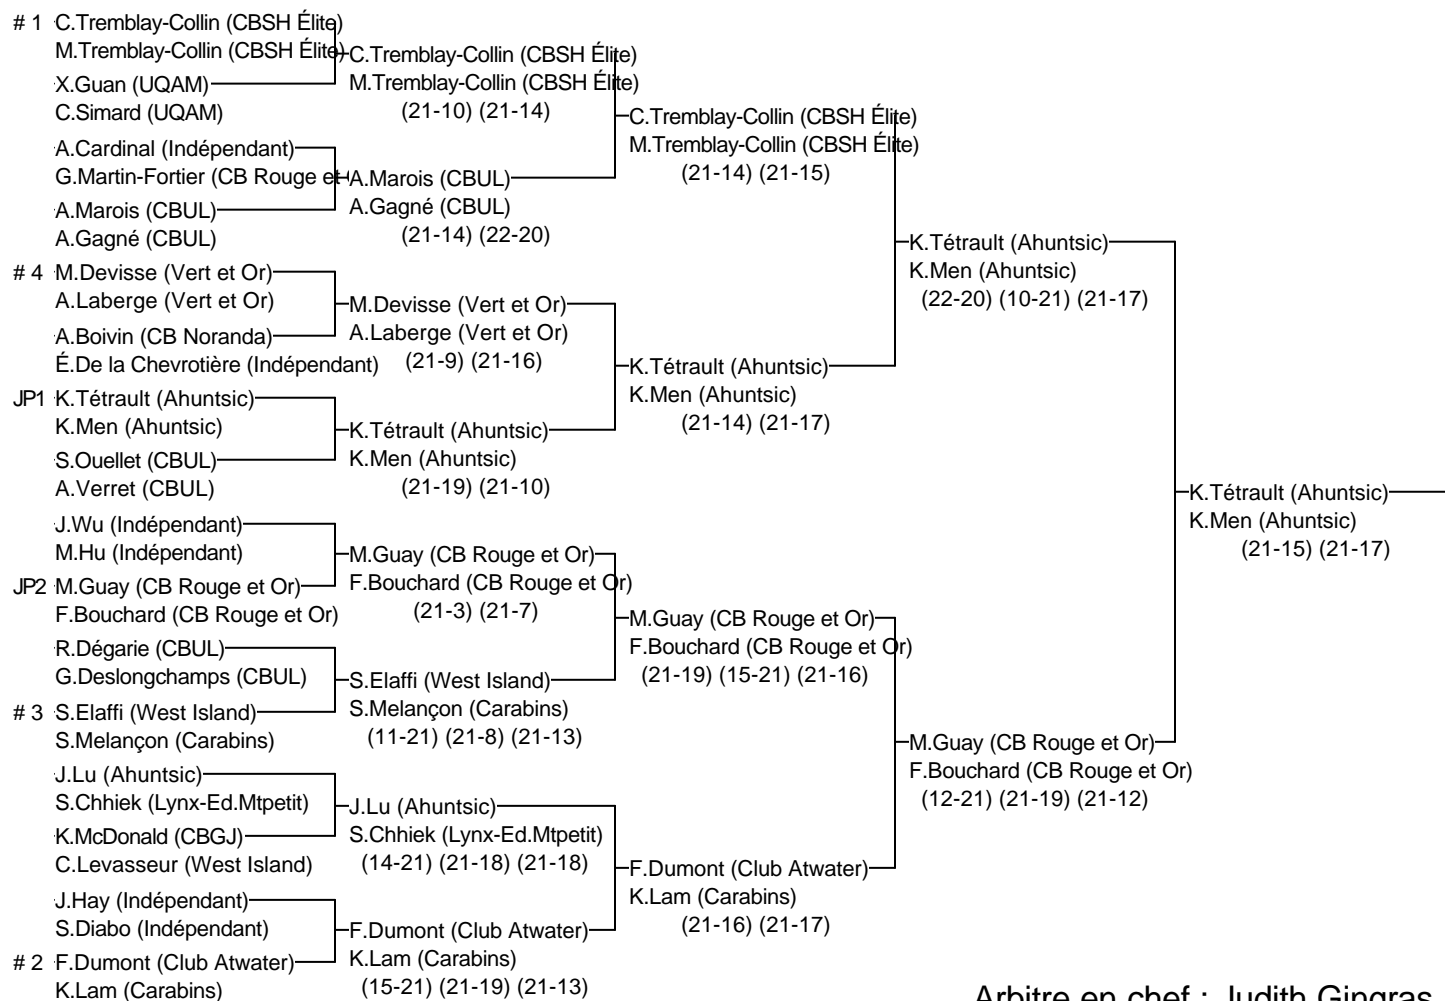 # 1 C.Tremblay-Collin (CBSH Élite)
M.Tremblay-Collin (CBSH Élite)
X.Guan (UQAM)
C.Simard (UQAM)
A.Cardinal (Indépendant)
G.Martin-Fortier (CB Rouge et
A.Marois (CBUL)
A.Gagné (CBUL)
# 4 M.Devisse (Vert et Or)
A.Laberge (Vert et Or)
A.Boivin (CB Noranda)
É.De la Chevrotière (Indépendant)
JP1 K.Tétrault (Ahuntsic)
K.Men (Ahuntsic)
S.Ouellet (CBUL)
A.Verret (CBUL)
J.Wu (Indépendant)
M.Hu (Indépendant)
JP2 M.Guay (CB Rouge et Or)
F.Bouchard (CB Rouge et Or)
R.Dégarie (CBUL)
G.Deslongchamps (CBUL)
# 3 S.Elaffi (West Island)
S.Melançon (Carabins)
J.Lu (Ahuntsic)
S.Chhiek (Lynx-Ed.Mtpetit)
K.McDonald (CBGJ)
C.Levasseur (West Island)
J.Hay (Indépendant)
S.Diabo (Indépendant)
# 2 F.Dumont (Club Atwater)
K.Lam (Carabins)
C.Tremblay-Collin (CBSH Élite)
M.Tremblay-Collin (CBSH Élite)
(21-10) (21-14)
A.Marois (CBUL)
A.Gagné (CBUL)
(21-14) (22-20)
M.Devisse (Vert et Or)
A.Laberge (Vert et Or)
(21-9) (21-16)
K.Tétrault (Ahuntsic)
K.Men (Ahuntsic)
(21-19) (21-10)
M.Guay (CB Rouge et Or)
F.Bouchard (CB Rouge et Or)
(21-3) (21-7)
S.Elaffi (West Island)
S.Melançon (Carabins)
(11-21) (21-8) (21-13)
J.Lu (Ahuntsic)
S.Chhiek (Lynx-Ed.Mtpetit)
(14-21) (21-18) (21-18)
F.Dumont (Club Atwater)
K.Lam (Carabins)
(15-21) (21-19) (21-13)
C.Tremblay-Collin (CBSH Élite)
M.Tremblay-Collin (CBSH Élite)
(21-14) (21-15)
K.Tétrault (Ahuntsic)
K.Men (Ahuntsic)
(21-14) (21-17)
M.Guay (CB Rouge et Or)
F.Bouchard (CB Rouge et Or)
(21-19) (15-21) (21-16)
F.Dumont (Club Atwater)
K.Lam (Carabins)
(21-16) (21-17)
K.Tétrault (Ahuntsic)
K.Men (Ahuntsic)
(22-20) (10-21) (21-17)
M.Guay (CB Rouge et Or)
F.Bouchard (CB Rouge et Or)
(12-21) (21-19) (21-12)
K.Tétrault (Ahuntsic)
K.Men (Ahuntsic)
(21-15) (21-17)
Arbitre en chef : Judith Gingras